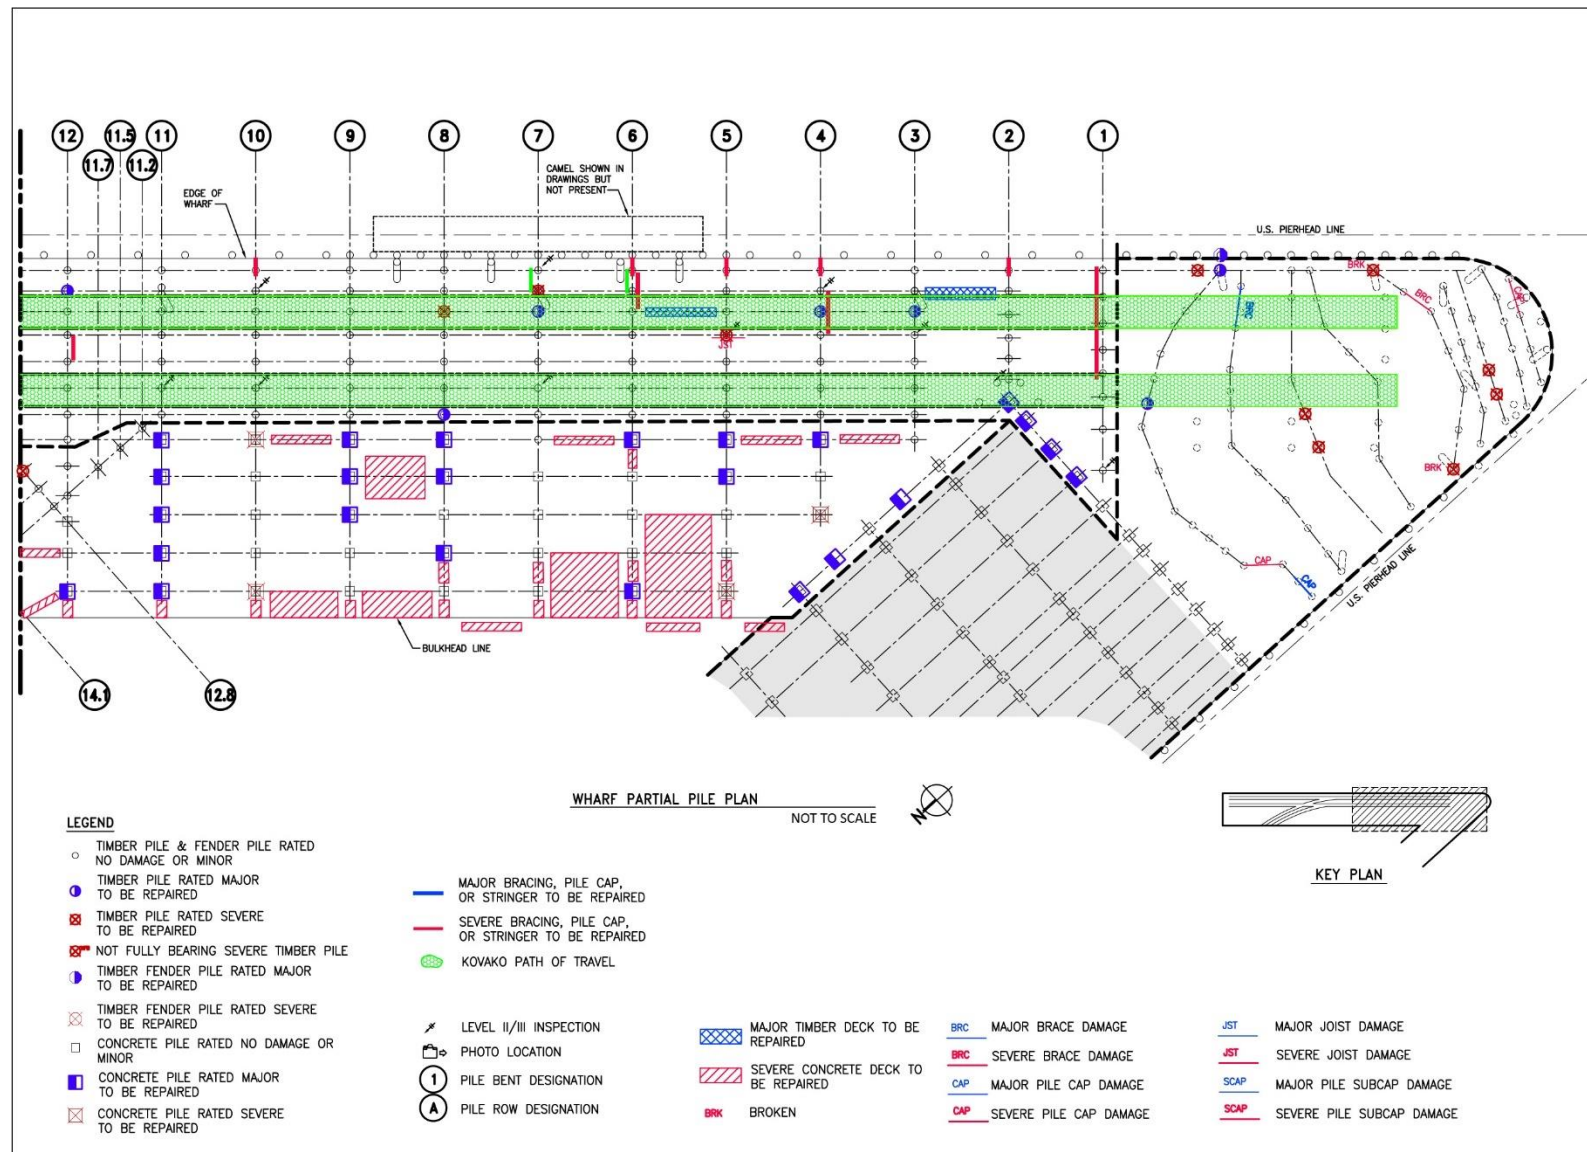 12
11.7
11.5
11.2
11
10
9
8
7
6
5
4
3
2
1
EDGE OF
WHARF
CAMEL SHOWN IN
DRAWINGS BUT
NOT PRESENT
U.S. PIERHEAD LINE
BRK
BRC
CAP
BRC
JST
BRK
CAP
CAP
U.S. PIERHEAD LINE
BULKHEAD LINE
14.1
12.8
WHARF PARTIAL PILE PLAN
NOT TO SCALE
N
KEY PLAN
LEGEND
TIMBER PILE & FENDER PILE RATED
NO DAMAGE OR MINOR
TIMBER PILE RATED MAJOR
TO BE REPAIRED
TIMBER PILE RATED SEVERE
TO BE REPAIRED
NOT FULLY BEARING SEVERE TIMBER PILE
TIMBER FENDER PILE RATED MAJOR
TO BE REPAIRED
TIMBER FENDER PILE RATED SEVERE
TO BE REPAIRED
CONCRETE PILE RATED NO DAMAGE OR
MINOR
CONCRETE PILE RATED MAJOR
TO BE REPAIRED
CONCRETE PILE RATED SEVERE
TO BE REPAIRED
MAJOR BRACING, PILE CAP,
OR STRINGER TO BE REPAIRED
SEVERE BRACING, PILE CAP,
OR STRINGER TO BE REPAIRED
KOVAKO PATH OF TRAVEL
LEVEL II/III INSPECTION
PHOTO LOCATION
1 PILE BENT DESIGNATION
A PILE ROW DESIGNATION
MAJOR TIMBER DECK TO BE
REPAIRED
SEVERE CONCRETE DECK TO
BE REPAIRED
BRK BROKEN
BRC MAJOR BRACE DAMAGE
BRC SEVERE BRACE DAMAGE
CAP MAJOR PILE CAP DAMAGE
CAP SEVERE PILE CAP DAMAGE
JST MAJOR JOIST DAMAGE
JST SEVERE JOIST DAMAGE
SCAP MAJOR PILE SUBCAP DAMAGE
SCAP SEVERE PILE SUBCAP DAMAGE